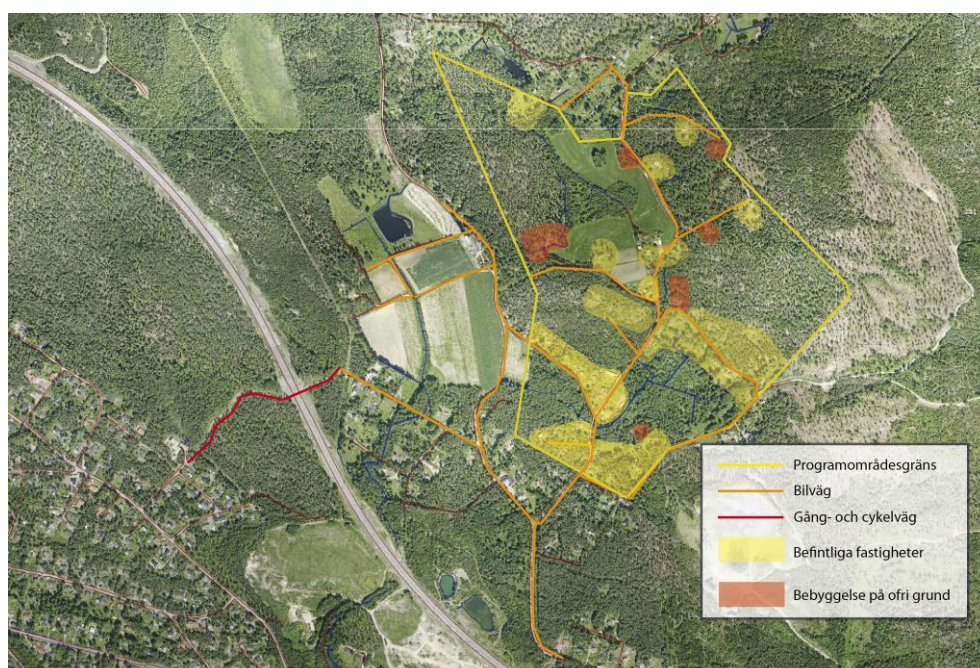 Programområdesgräns
Bilväg
Gång- och cykelväg
Befintliga fastigheter
Bebyggelse på ofri grund